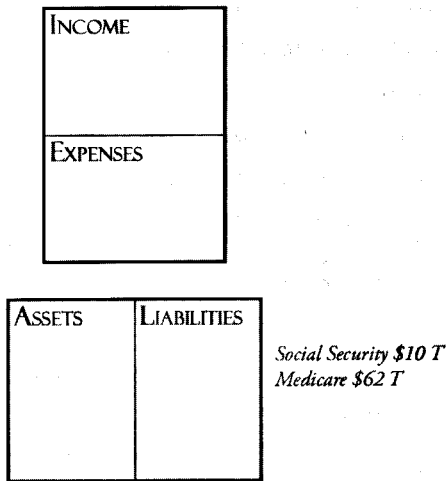 INCOME
EXPENSES
ASSETS LIABILITIES
Social Security $10 T
Medicare $62 T